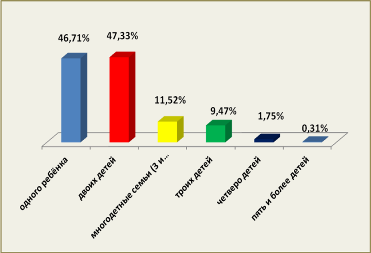 46,71%
47,33%
11,52%
9,47%
1,75%
0,31%
одного ребёнка
двоих детей
многодетные семьи (3 и...
троих детей
четверо детей
пять и более детей